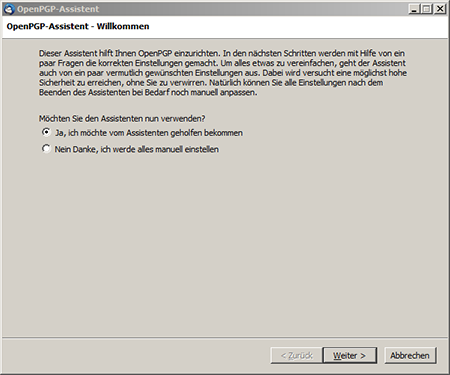 OpenPGP-Assistent
OpenPGP-Assistent - Willkommen
Dieser Assistent hilft Ihnen OpenPGP einzurichten. In den nächsten Schritten werden mit Hilfe von ein
paar Fragen die korrekten Einstellungen gemacht. Um alles etwas zu vereinfachen, geht der Assistent
auch von ein paar vermutlich gewünschten Einstellungen aus. Dabei wird versucht eine möglichst hohe
Sicherheit zu erreichen, ohne Sie zu verwirren. Natürlich können Sie alle Einstellungen nach dem
Beenden des Assistenten bei Bedarf noch manuell anpassen.
Möchten Sie den Assistenten nun verwenden?
Ja, ich möchte vom Assistenten geholfen bekommen
Nein Danke, ich werde alles manuell einstellen
< Zurück Weiter > Abbrechen